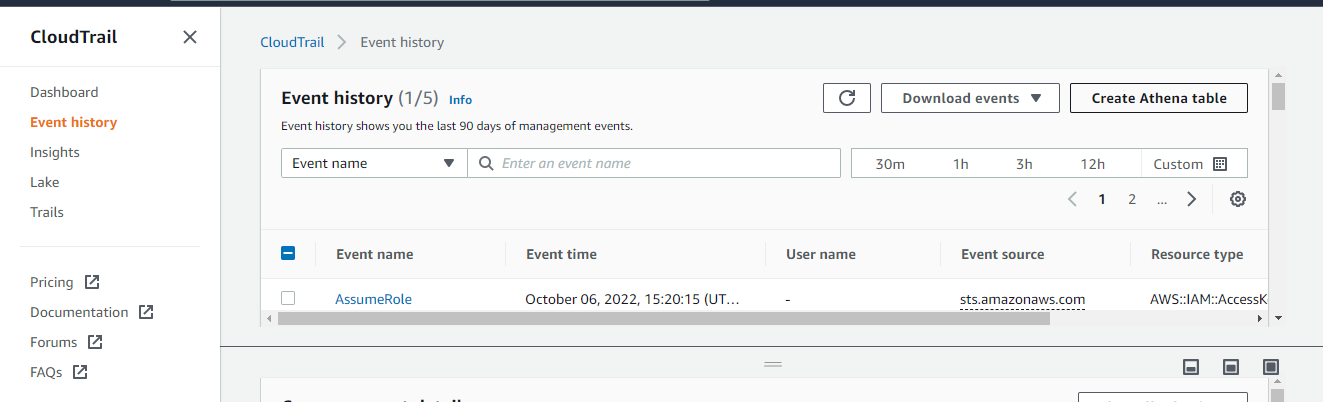 CloudTrail
Dashboard
Event history
Insights
Lake
Trails
Pricing
Documentation
Forums
FAQs
CloudTrail Event history
Event history (1/5) Info
Download events
Create Athena table
Event history shows you the last 90 days of management events.
Event name
Enter an event name
30m 1h 3h 12h Custom
1 2 ...
Event name Event time User name Event source Resource type
AssumeRole October 06, 2022, 15:20:15 (UT... - sts.amazonaws.com AWS::IAM::AccessK